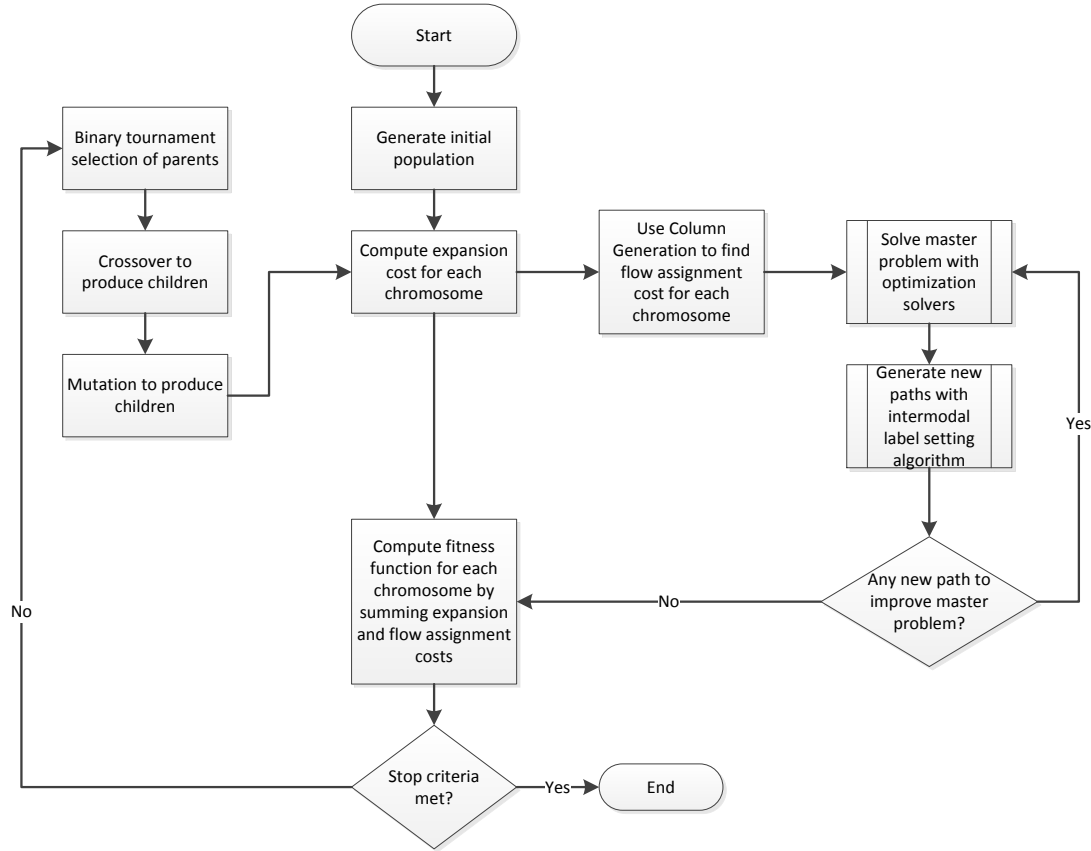 Start
Generate initial
population
Binary tournament
selection of parents
Crossover to
produce children
Mutation to produce
children
Compute expansion
cost for each
chromosome
Use Column
Generation to find
flow assignment
cost for each
chromosome
Solve master
problem with
optimization
solvers
Generate new
paths with
intermodal
label setting
algorithm
Yes
Any new path to
improve master
problem?
No
Compute fitness
function for each
chromosome by
summing expansion
and flow assignment
costs
No
Stop criteria
met?
Yes
End